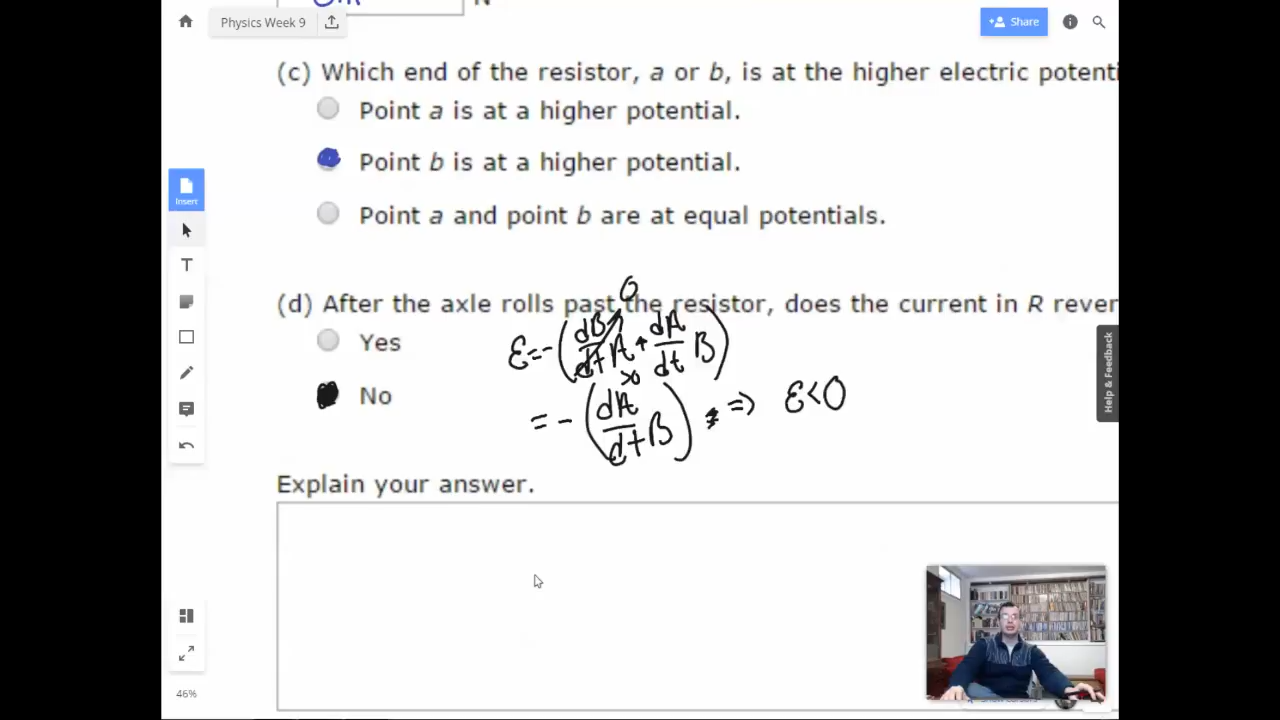 N
Physics Week 9
Share
(c) Which end of the resistor, a or b, is at the higher electric potenti
Point a is at a higher potential.
Insert
Point b is at a higher potential.
T
Point a and point b are at equal potentials.
0
(d) After the axle rolls past the resistor, does the current in R rever
Yes
ε = - (dB/dt A + dA/dt B)
>0
No
= - (dA/dt B) => ε < 0
Help & Feedback
Explain your answer.
46%